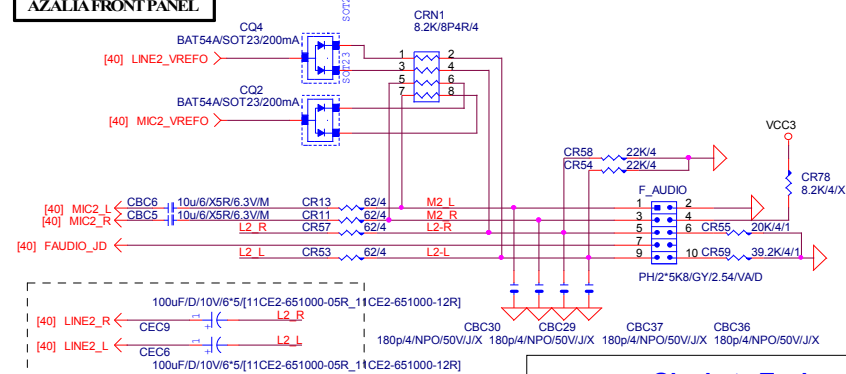 AZALIA FRONT PANEL
SOT23
CRN1
8.2K/8P4R/4
CQ4
BAT54A/SOT23/200mA
[40] LINE2_VREFO
1 2
3 4
5 6
7 8
SOT23
CQ2
BAT54A/SOT23/200mA
[40] MIC2_VREFO
VCC3
CR58 22K/4
CR54 22K/4
CR78
8.2K/4/X
F_AUDIO
[40] MIC2_L CBC6 10u/6/X5R/6.3V/M CR13 62/4 M2_L 1 2
[40] MIC2_R CBC5 10u/6/X5R/6.3V/M CR11 62/4 M2_R 3 4
L2_R CR57 62/4 L2-R 5 6 CR55 20K/4/1
[40] FAUDIO_JD 7
L2_L CR53 62/4 L2-L 9 10 CR59 39.2K/4/1
PH/2*5K8/GY/2.54/VA/D
100uF/D/10V/6*5/[11CE2-651000-05R_11CE2-651000-12R]
[40] LINE2_R L2_R
CEC9 +
[40] LINE2_L L2_L
CEC6 +
100uF/D/10V/6*5/[11CE2-651000-05R_11CE2-651000-12R]
CBC30 CBC29 CBC37 CBC36
180p/4/NPO/50V/J/X 180p/4/NPO/50V/J/X 180p/4/NPO/50V/J/X 180p/4/NPO/50V/J/X